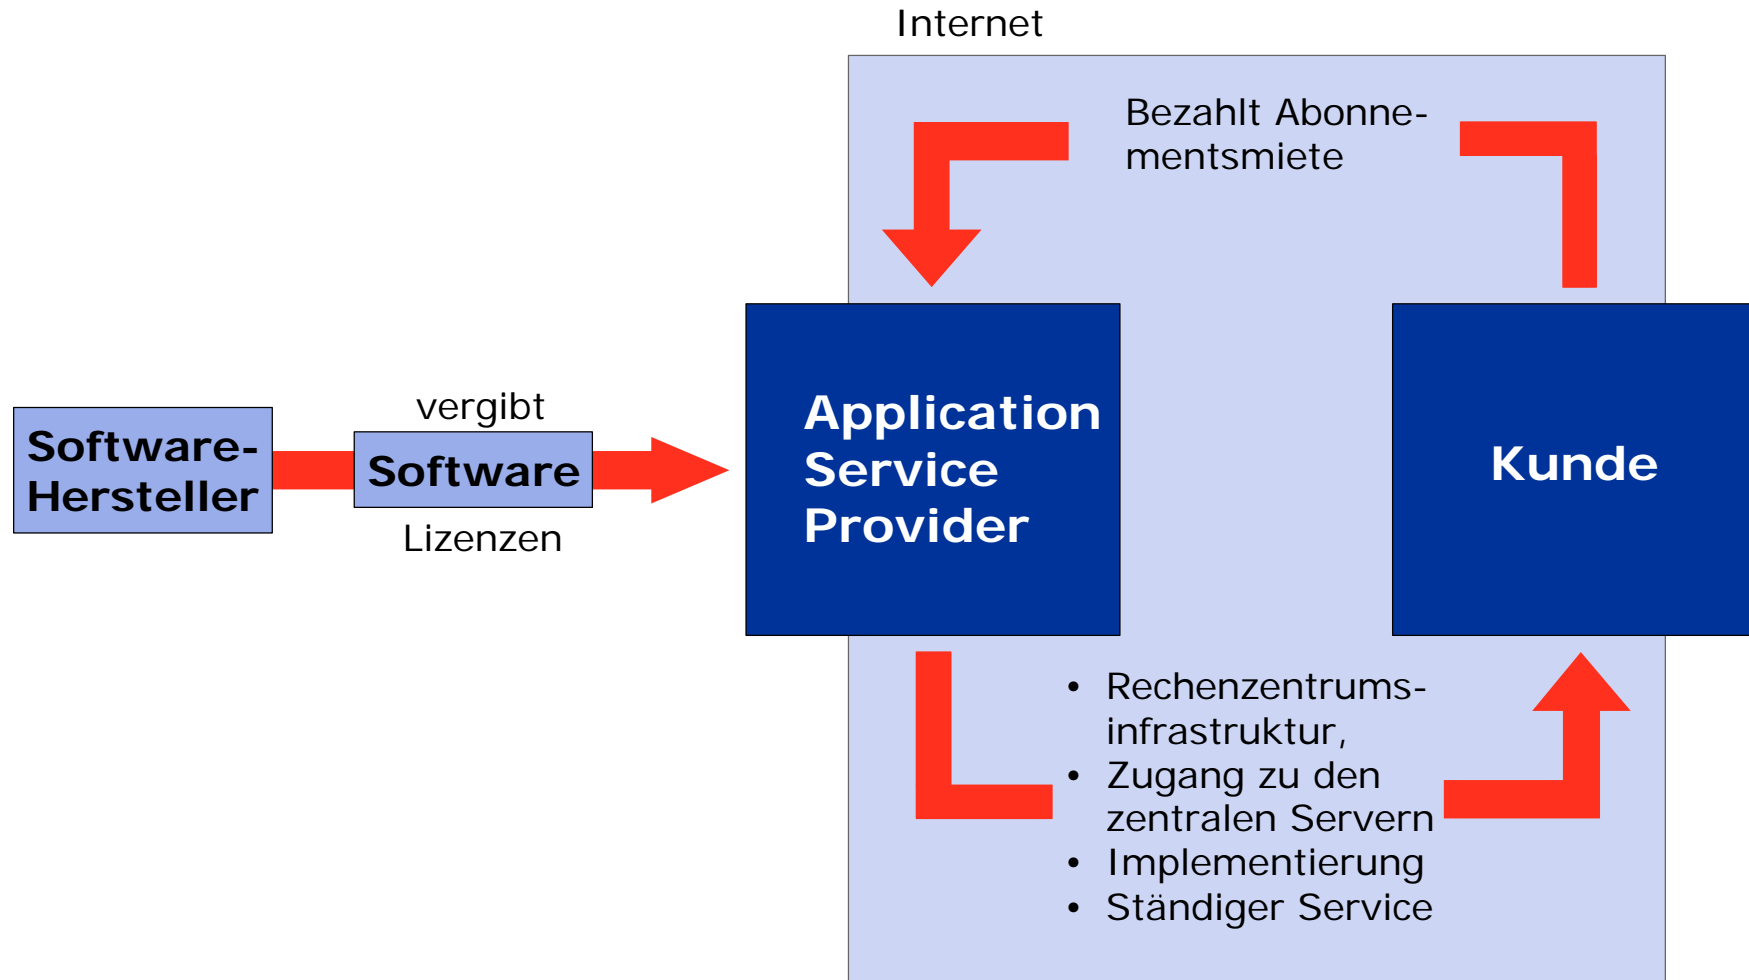 Internet
Bezahlt Abonne-
mentsmiete
Software-
Hersteller
vergibt
Software
Lizenzen
Application
Service
Provider
Kunde
• Rechenzentrums-
infrastruktur,
• Zugang zu den
zentralen Servern
• Implementierung
• Ständiger Service